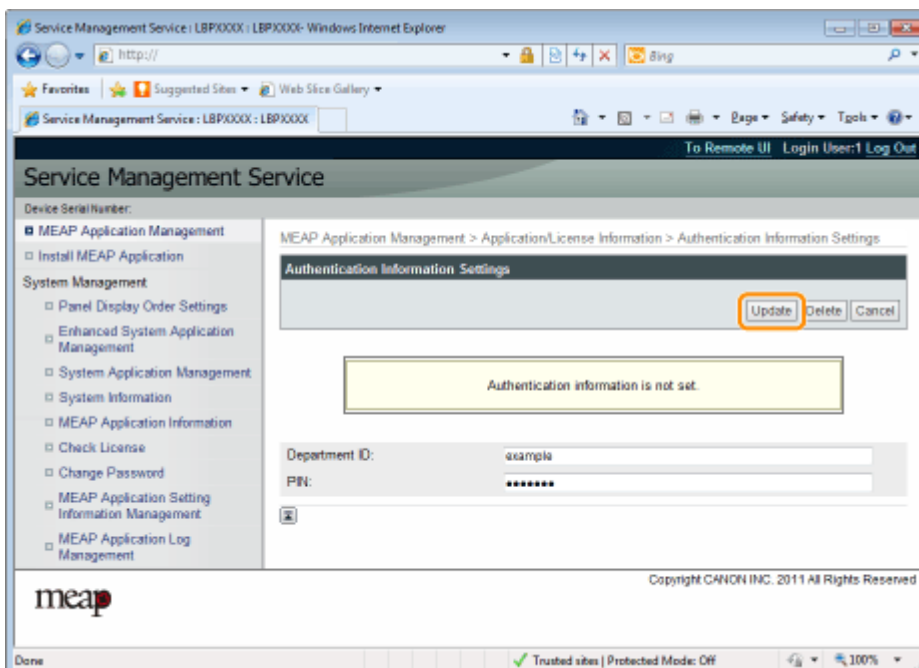 Service Management Service : LBPXXXX : LBPXXXX- Windows Internet Explorer
http://
Bing
Favorites Suggested Sites Web Slice Gallery
Service Management Service : LBPXXXX : LBPXXXX
Page Safety Tools
To Remote UI Login User:1 Log Out
Service Management Service
Device Serial Number:
MEAP Application Management
Install MEAP Application
System Management
Panel Display Order Settings
Enhanced System Application
Management
System Application Management
System Information
MEAP Application Information
Check License
Change Password
MEAP Application Setting
Information Management
MEAP Application Log
Management
MEAP Application Management > Application/License Information > Authentication Information Settings
Authentication Information Settings
Update Delete Cancel
Authentication information is not set.
Department ID: example
PIN: •••••••
Copyright CANON INC. 2011 All Rights Reserved
meap
Done Trusted sites | Protected Mode: Off 100%